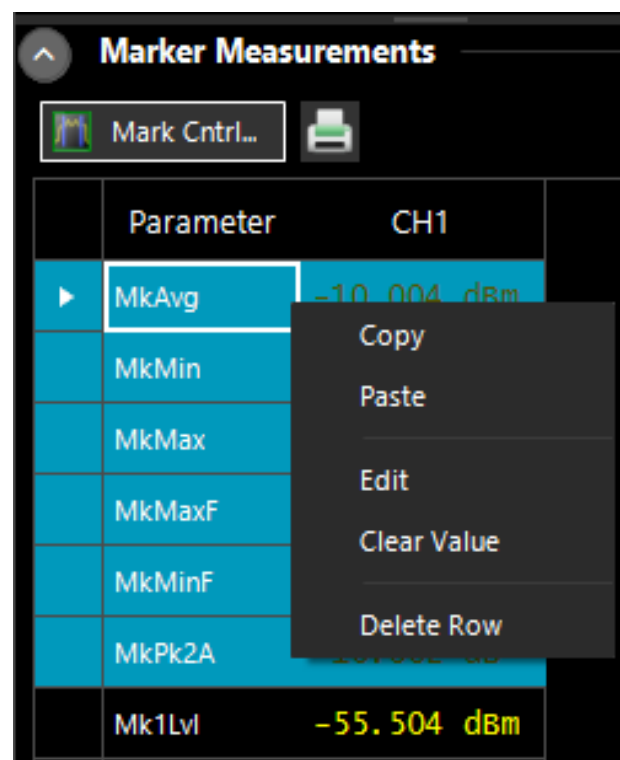 Marker Measurements
Mark Cntrl...
Parameter CH1
MkAvg -10.004 dBm
Copy
MkMin
Paste
MkMax
Edit
MkMaxF
Clear Value
MkMinF
Delete Row
MkPk2A
Mk1Lvl -55.504 dBm